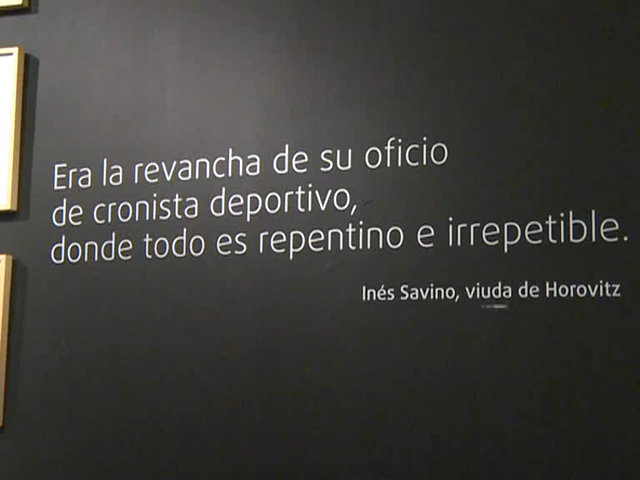 Era la revancha de su oficio
de cronista deportivo,
donde todo es repentino e irrepetible.
Inés Savino, viuda de Horovitz